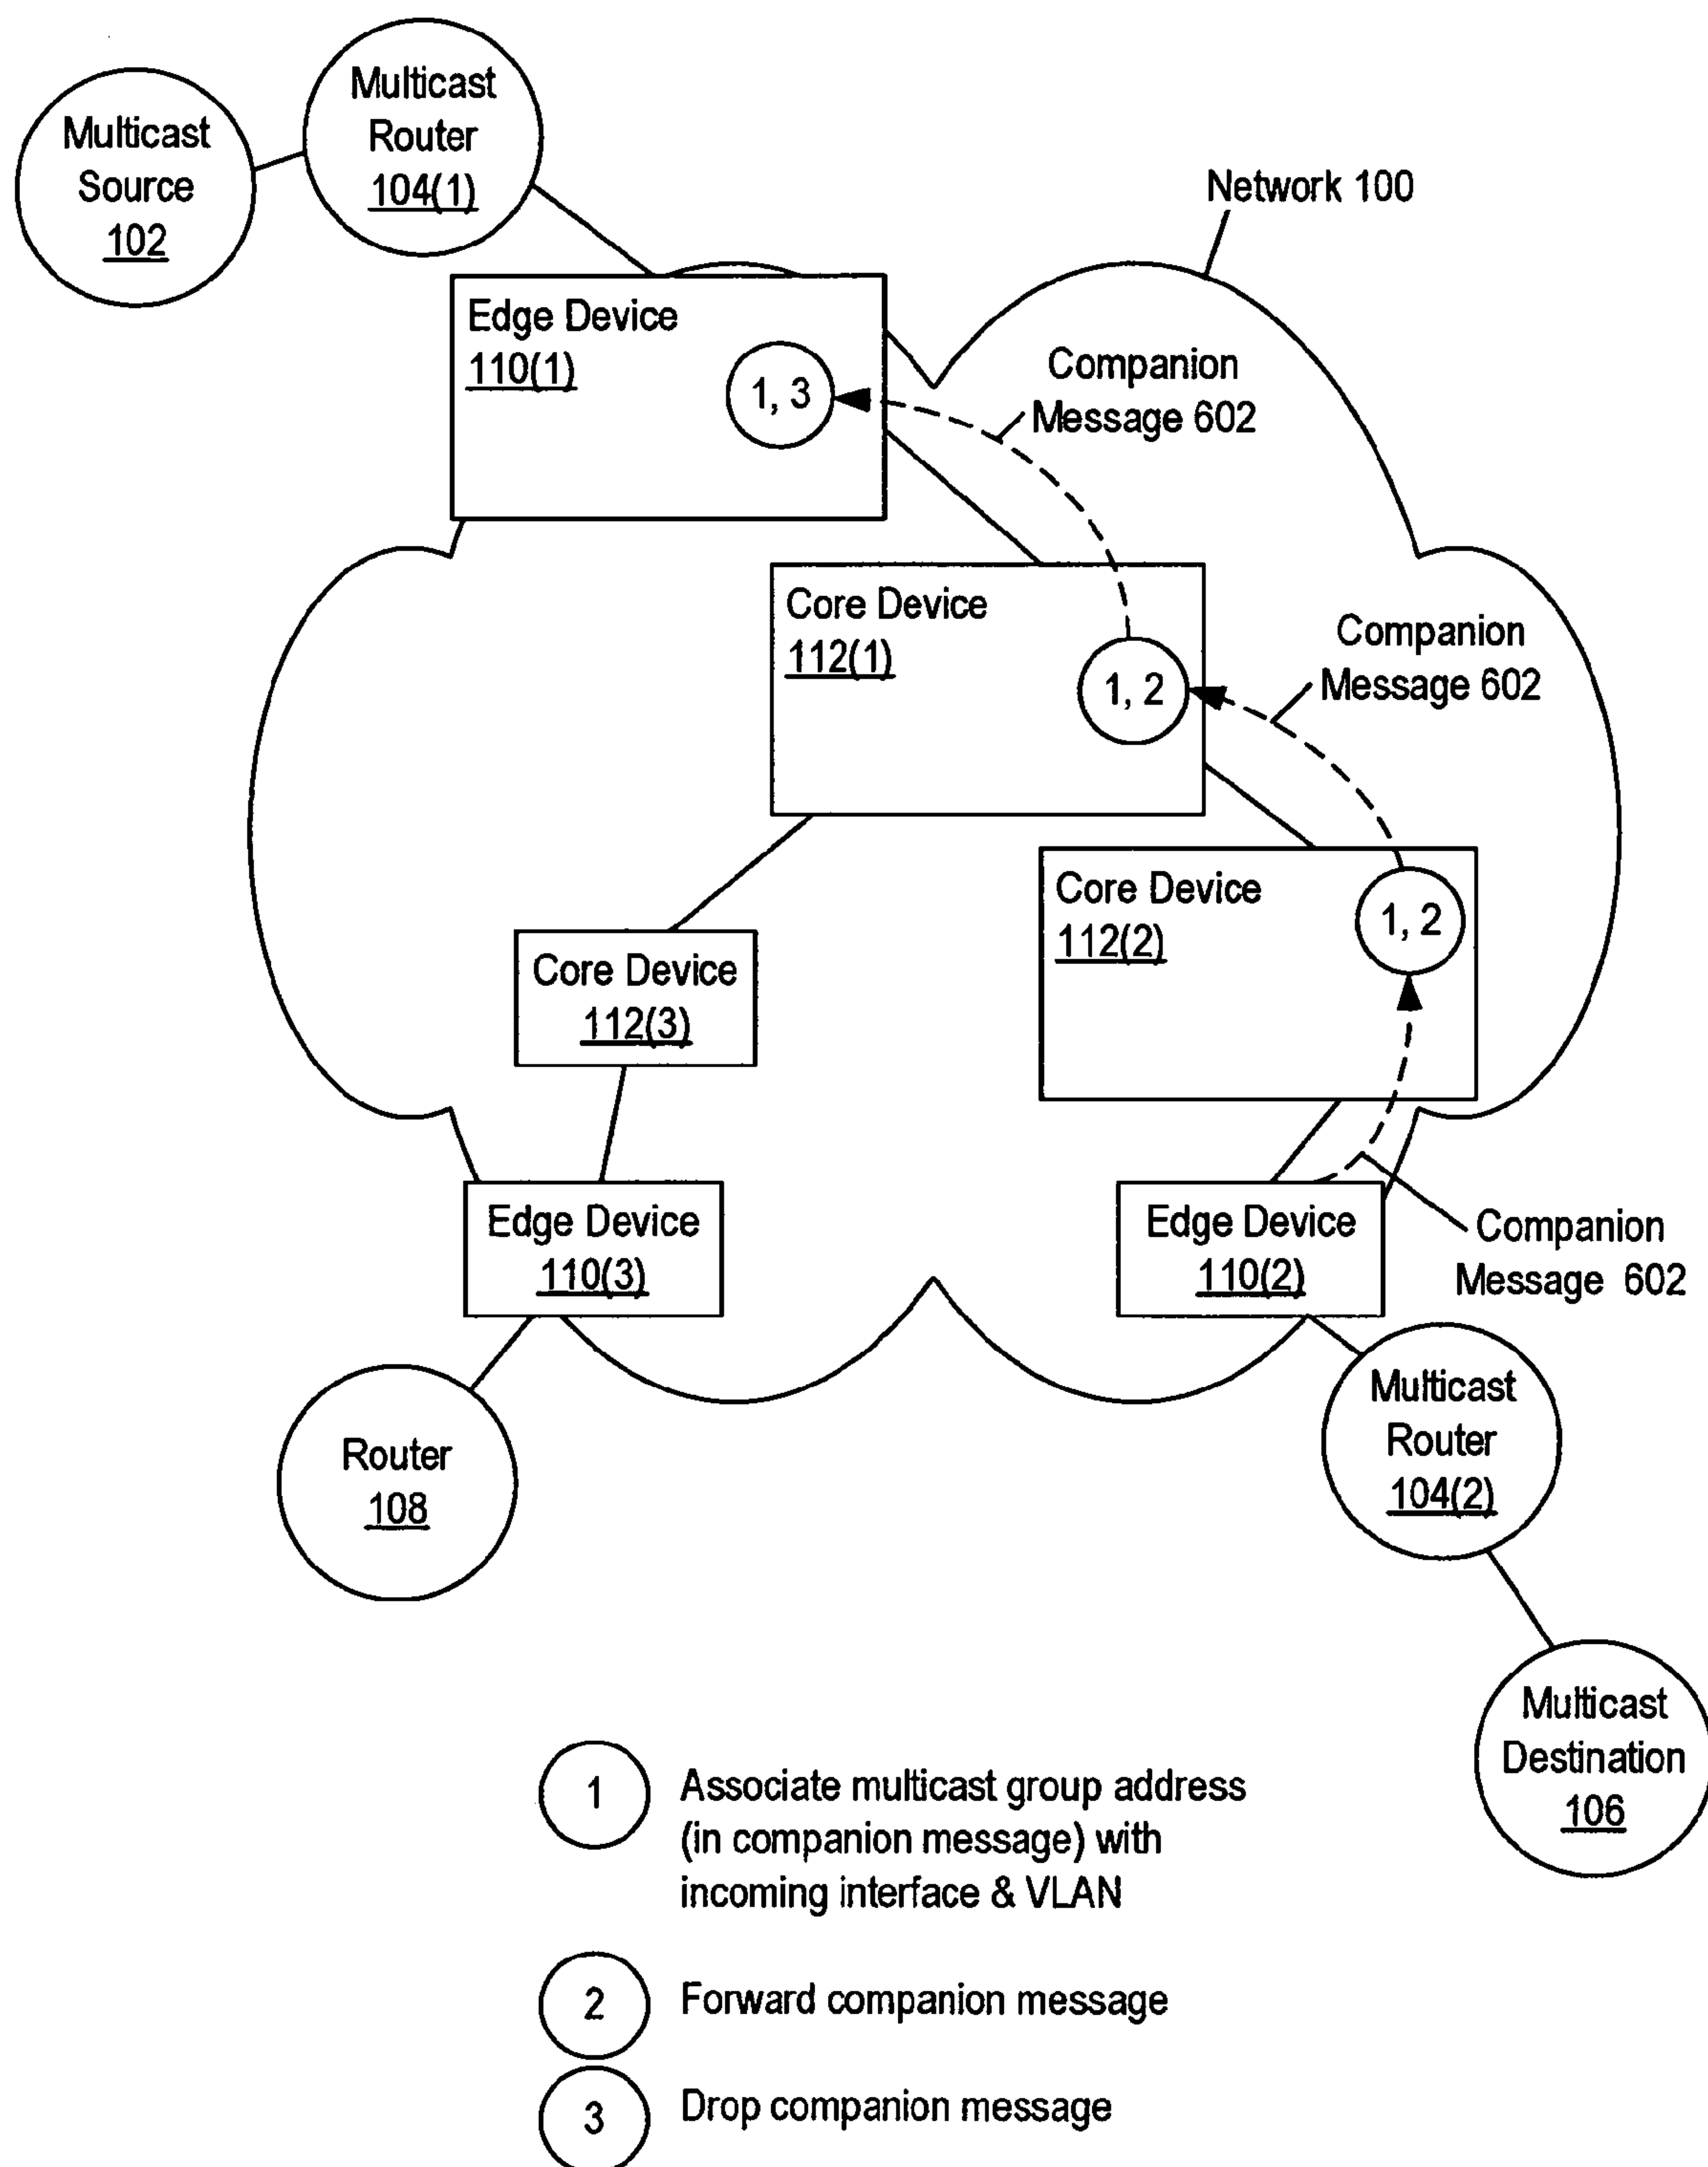 Multicast
Source
102
Multicast
Router
104(1)
Network 100
Edge Device
110(1)
1, 3
Companion
Message 602
Core Device
112(1)
1, 2
Companion
Message 602
Core Device
112(2)
1, 2
Core Device
112(3)
Edge Device
110(3)
Edge Device
110(2)
Companion
Message 602
Router
108
Multicast
Router
104(2)
Multicast
Destination
106
1
Associate multicast group address
(in companion message) with
incoming interface & VLAN
2
Forward companion message
3
Drop companion message